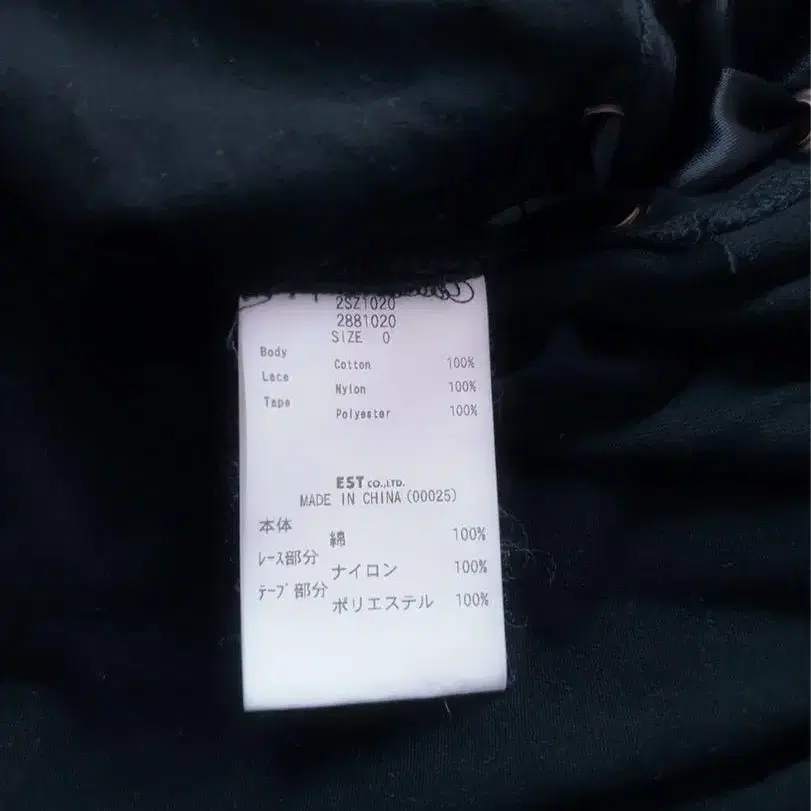 2SZ1020
2881020
SIZE 0
Body Cotton 100%
Lace Nylon 100%
Tape Polyester 100%
EST CO.,LTD.
MADE IN CHINA (00025)
本体 綿 100%
ﾚｰｽ部分 ナイロン 100%
ﾃｰﾌﾟ部分 ポリエステル 100%